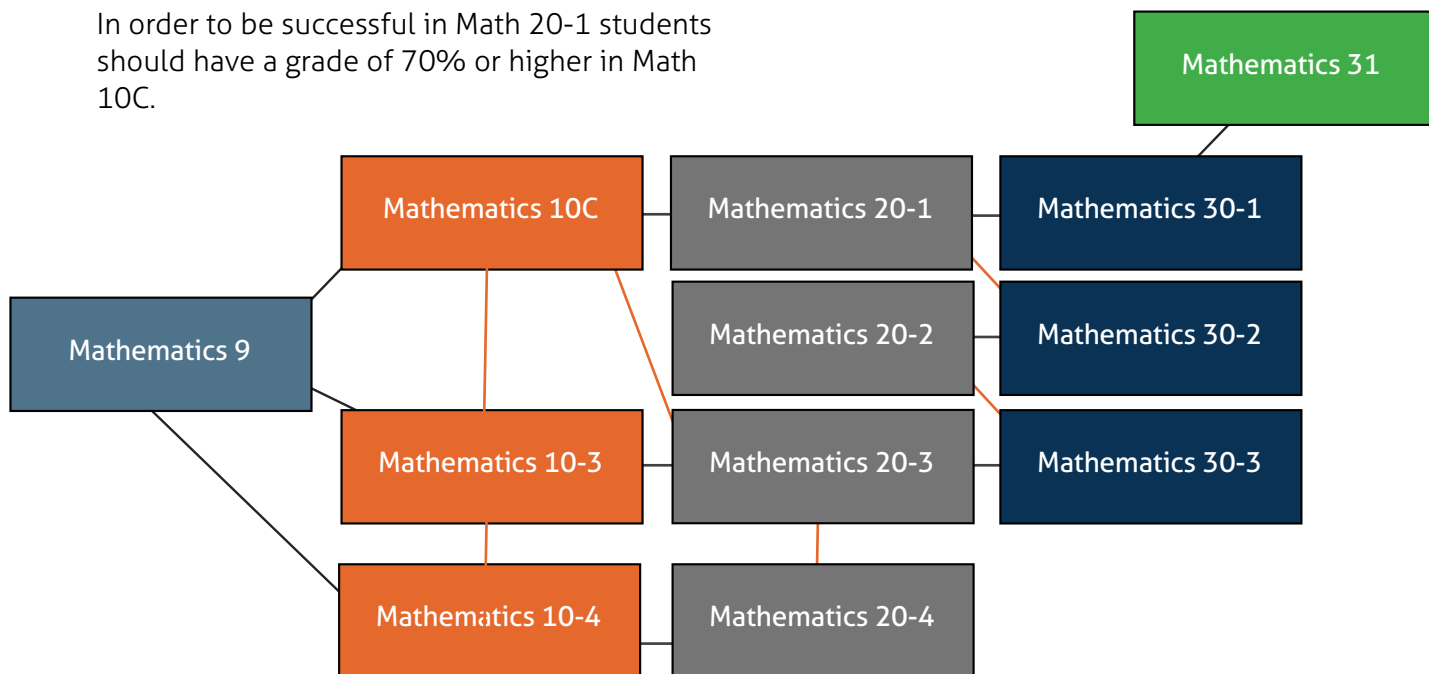 In order to be successful in Math 20-1 students
should have a grade of 70% or higher in Math
10C.
Mathematics 31
Mathematics 10C
Mathematics 20-1
Mathematics 30-1
Mathematics 20-2
Mathematics 30-2
Mathematics 9
Mathematics 10-3
Mathematics 20-3
Mathematics 30-3
Mathematics 10-4
Mathematics 20-4